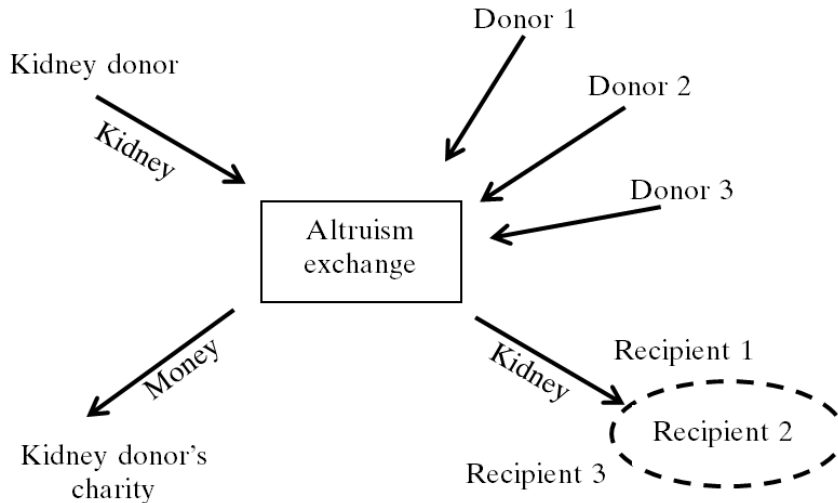 Donor 1
Kidney donor
Donor 2
Kidney
Donor 3
Altruism
exchange
Money
Kidney
Recipient 1
Recipient 2
Kidney donor's
charity
Recipient 3